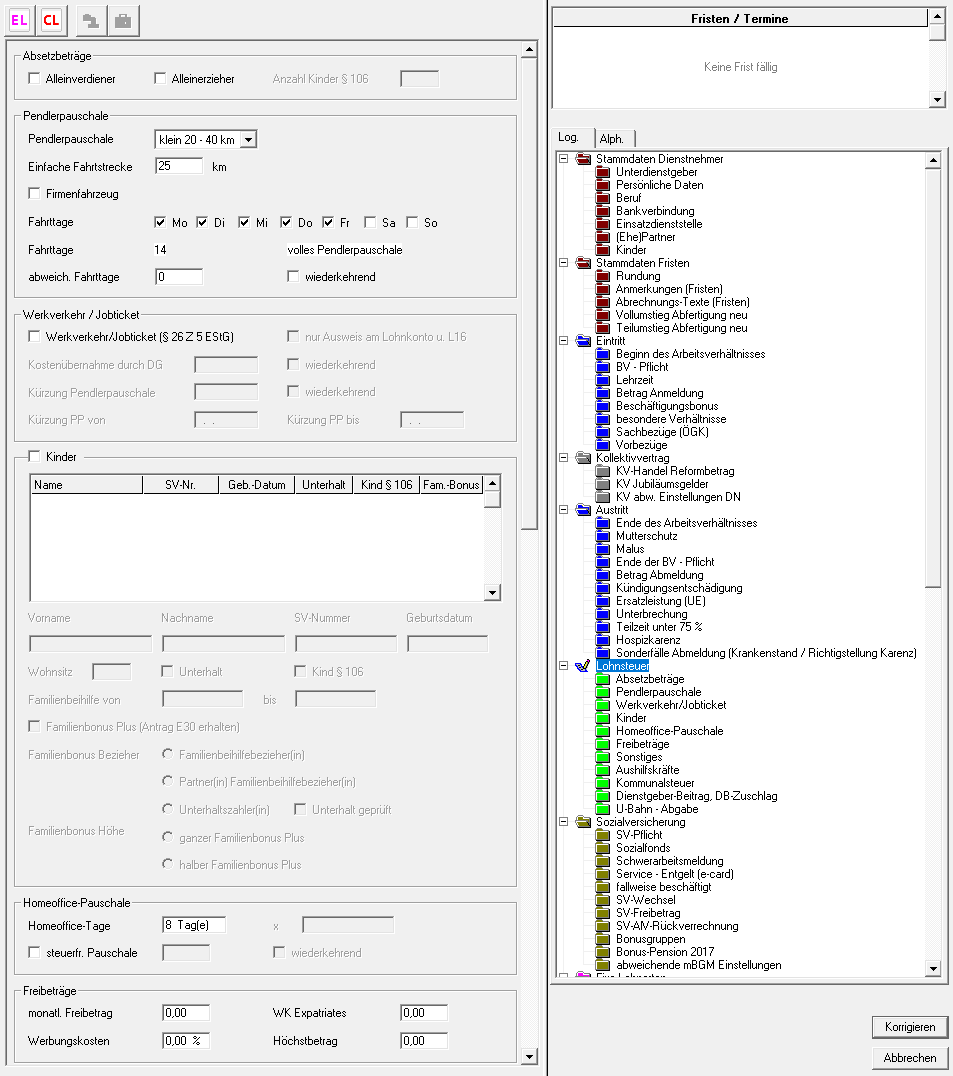 EL CL
Absetzbeträge
Alleinverdiener Alleinerzieher Anzahl Kinder § 106
Pendlerpauschale
Pendlerpauschale klein 20 - 40 km
Einfache Fahrtstrecke 25 km
Firmenfahrzeug
Fahrttage Mo Di Mi Do Fr Sa So
Fahrttage 14 volles Pendlerpauschale
abweich. Fahrttage 0 wiederkehrend
Werkverkehr / Jobticket
Werkverkehr/Jobticket (§ 26 Z 5 EStG) nur Ausweis am Lohnkonto u. L16
Kostenübernahme durch DG wiederkehrend
Kürzung Pendlerpauschale wiederkehrend
Kürzung PP von . . Kürzung PP bis . .
Kinder
Name SV-Nr. Geb.-Datum Unterhalt Kind § 106 Fam.-Bonus
Vorname Nachname SV-Nummer Geburtsdatum
Wohnsitz Unterhalt Kind § 106
Familienbeihilfe von bis
Familienbonus Plus (Antrag E30 erhalten)
Familienbonus Bezieher Familienbeihilfebezieher(in)
Partner(in) Familienbeihilfebezieher(in)
Unterhaltszahler(in) Unterhalt geprüft
Familienbonus Höhe ganzer Familienbonus Plus
halber Familienbonus Plus
Homeoffice-Pauschale
Homeoffice-Tage 8 Tag(e) x
steuerfr. Pauschale wiederkehrend
Freibeträge
monatl. Freibetrag 0,00 WK Expatriates 0,00
Werbungskosten 0,00 % Höchstbetrag 0,00
Fristen / Termine
Keine Frist fällig
Log. Alph.
Stammdaten Dienstnehmer
Unterdienstgeber
Persönliche Daten
Beruf
Bankverbindung
Einsatzdienststelle
(Ehe)Partner
Kinder
Stammdaten Fristen
Rundung
Anmerkungen (Fristen)
Abrechnungs-Texte (Fristen)
Vollumstieg Abfertigung neu
Teilumstieg Abfertigung neu
Eintritt
Beginn des Arbeitsverhältnisses
BV - Pflicht
Lehrzeit
Betrag Anmeldung
Beschäftigungsbonus
besondere Verhältnisse
Sachbezüge (ÖGK)
Vorbezüge
Kollektivvertrag
KV-Handel Reformbetrag
KV Jubiläumsgelder
KV abw. Einstellungen DN
Austritt
Ende des Arbeitsverhältnisses
Mutterschutz
Malus
Ende der BV - Pflicht
Betrag Abmeldung
Kündigungsentschädigung
Ersatzleistung (UE)
Unterbrechung
Teilzeit unter 75 %
Hospizkarenz
Sonderfälle Abmeldung (Krankenstand / Richtigstellung Karenz)
Lohnsteuer
Absetzbeträge
Pendlerpauschale
Werkverkehr/Jobticket
Kinder
Homeoffice-Pauschale
Freibeträge
Sonstiges
Aushilfskräfte
Kommunalsteuer
Dienstgeber-Beitrag, DB-Zuschlag
U-Bahn - Abgabe
Sozialversicherung
SV-Pflicht
Sozialfonds
Schwerarbeitsmeldung
Service - Entgelt (e-card)
fallweise beschäftigt
SV-Wechsel
SV-Freibetrag
SV-AlV-Rückverrechnung
Bonusgruppen
Bonus-Pension 2017
abweichende mBGM Einstellungen
Korrigieren
Abbrechen